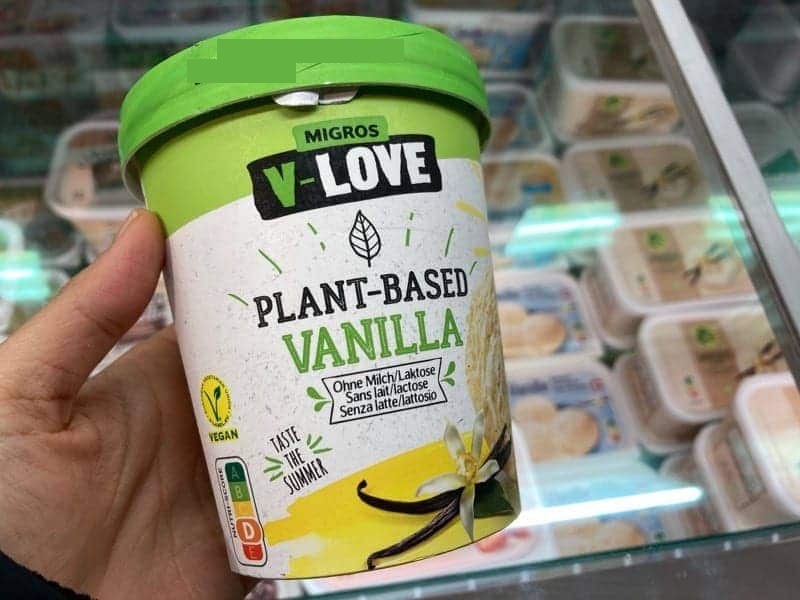 MIGROS
V-LOVE
PLANT-BASED
VANILLA
Ohne Milch/Laktose
Sans lait/lactose
Senza latte/lattosio
VEGAN
TASTE
THE
SUMMER
NUTRI-SCORE
A
B
C
D
E